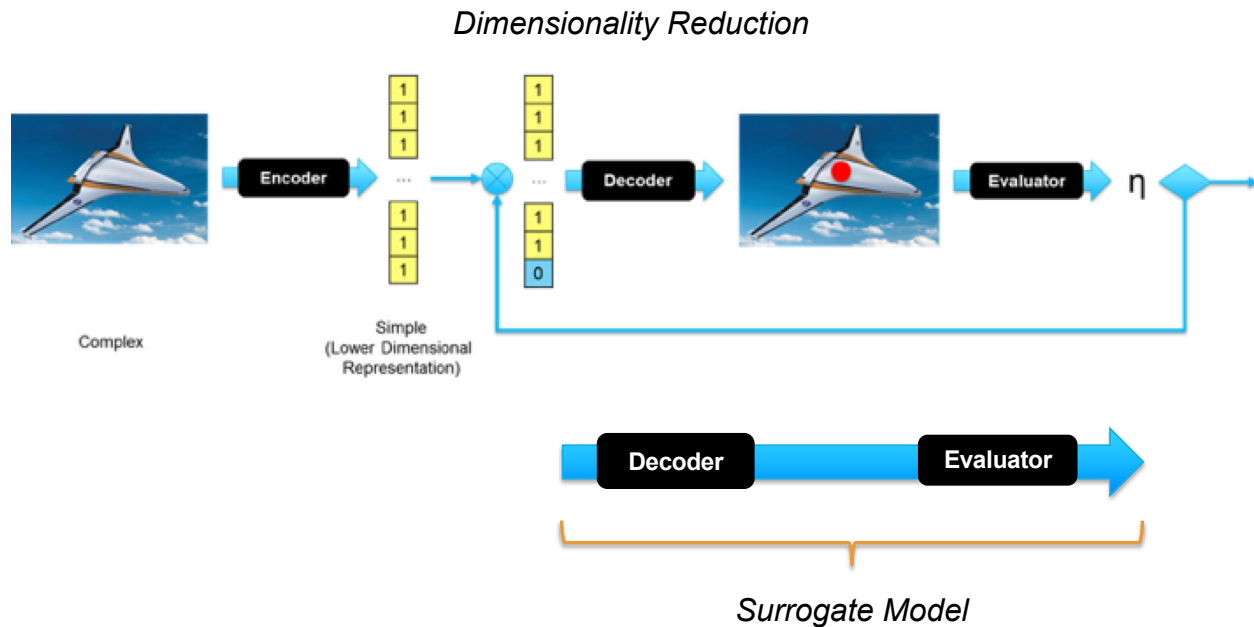 Dimensionality Reduction
1
1
1
...
1
1
1
1
1
1
...
1
1
0
Encoder
Decoder
Evaluator
η
Complex
Simple
(Lower Dimensional
Representation)
Decoder
Evaluator
Surrogate Model